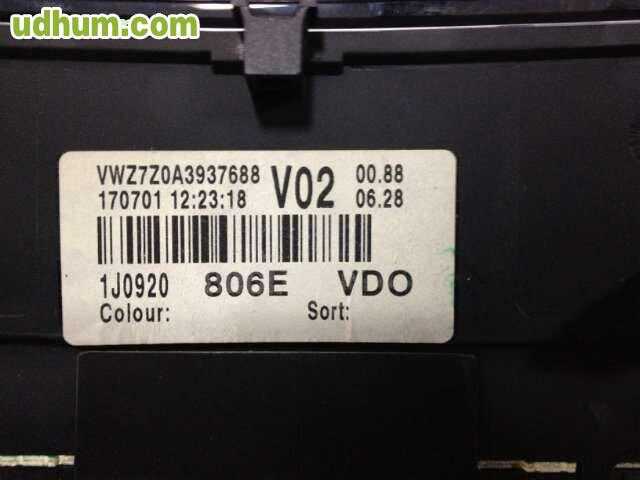 udhum.com
VWZ7Z0A3937688 V02 00.88
170701 12:23:18 06.28
1J0920 806E VDO
Colour: Sort: